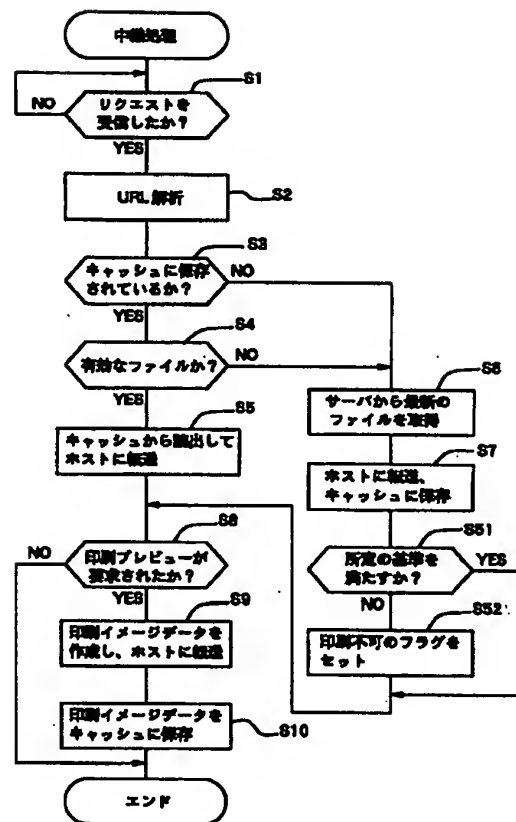 中継処理
S1
リクエストを
受信したか?
NO
YES
URL解析
S2
S3
キャッシュに保存
されているか?
NO
YES
S4
有効なファイルか?
NO
YES
S5
キャッシュから読出して
ホストに転送
S6
サーバから最新の
ファイルを取得
S7
ホストに転送、
キャッシュに保存
S51
所定の基準を
満たすか?
YES
NO
S52
印刷不可のフラグを
セット
S8
印刷プレビューが
要求されたか?
NO
YES
S9
印刷イメージデータを
作成し、ホストに転送
印刷イメージデータを
キャッシュに保存
S10
エンド